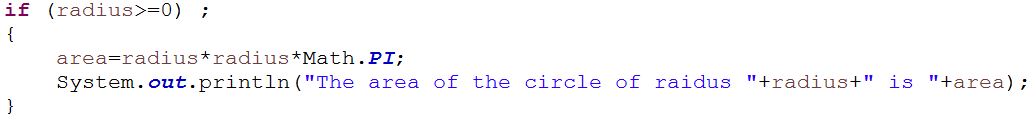 if (radius>=0) ;
{
    area=radius*radius*Math.PI;
    System.out.println("The area of the circle of raidus "+radius+" is "+area);
}